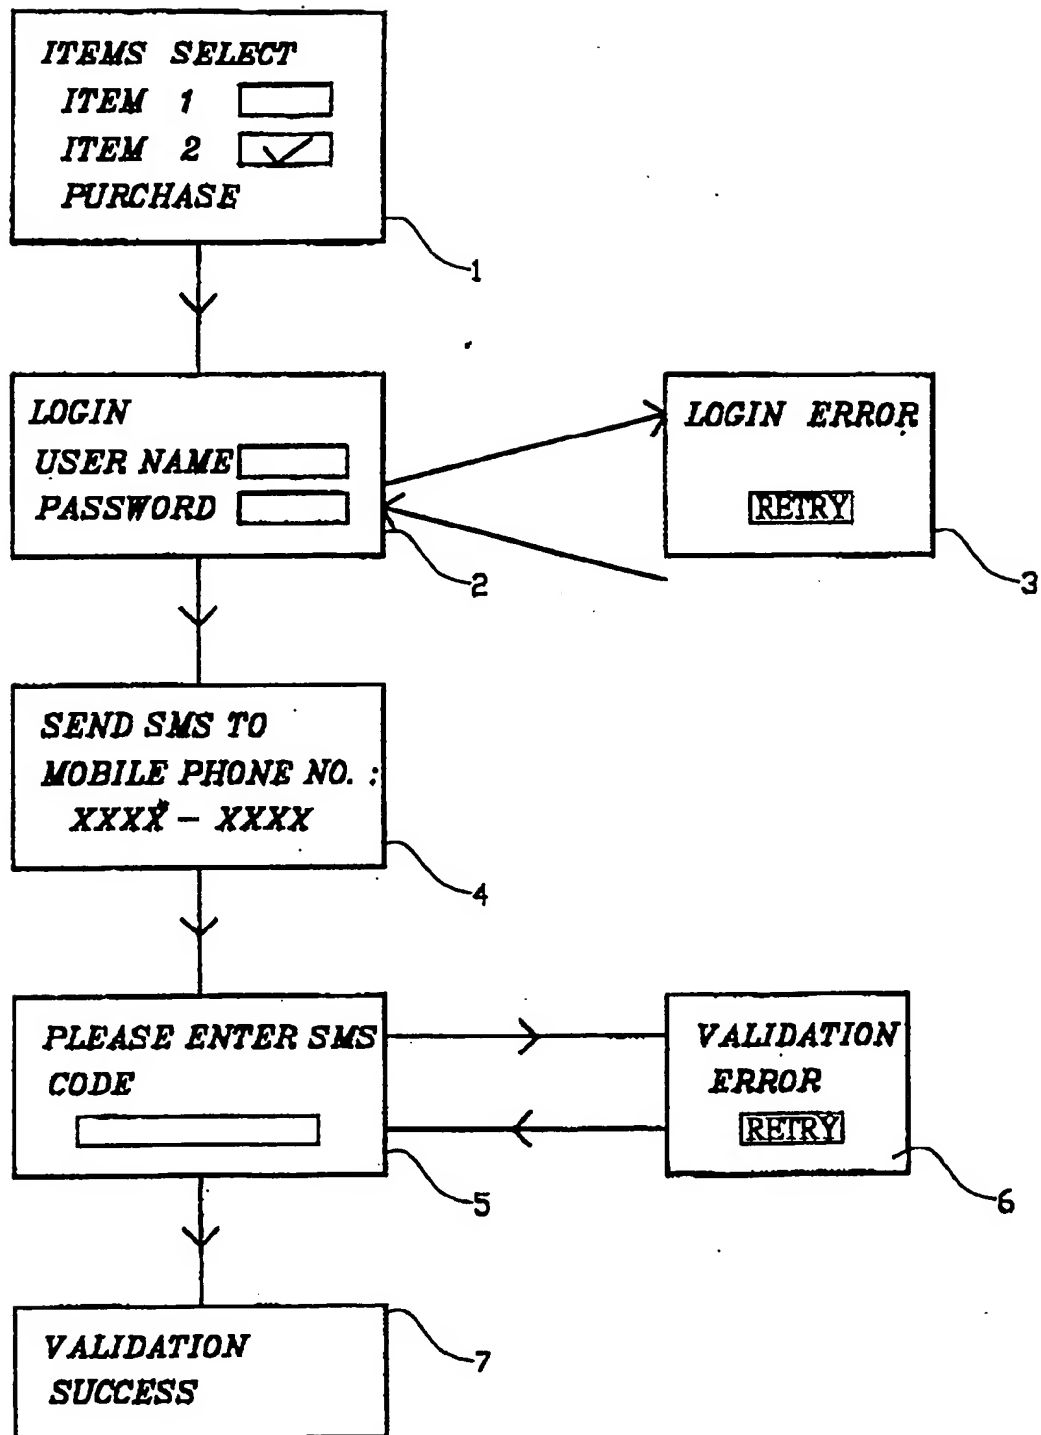 ITEMS SELECT
ITEM 1
ITEM 2
PURCHASE
1
LOGIN
USER NAME
PASSWORD
2
LOGIN ERROR
RETRY
3
SEND SMS TO
MOBILE PHONE NO. :
XXXX - XXXX
4
PLEASE ENTER SMS
CODE
5
VALIDATION
ERROR
RETRY
6
VALIDATION
SUCCESS
7